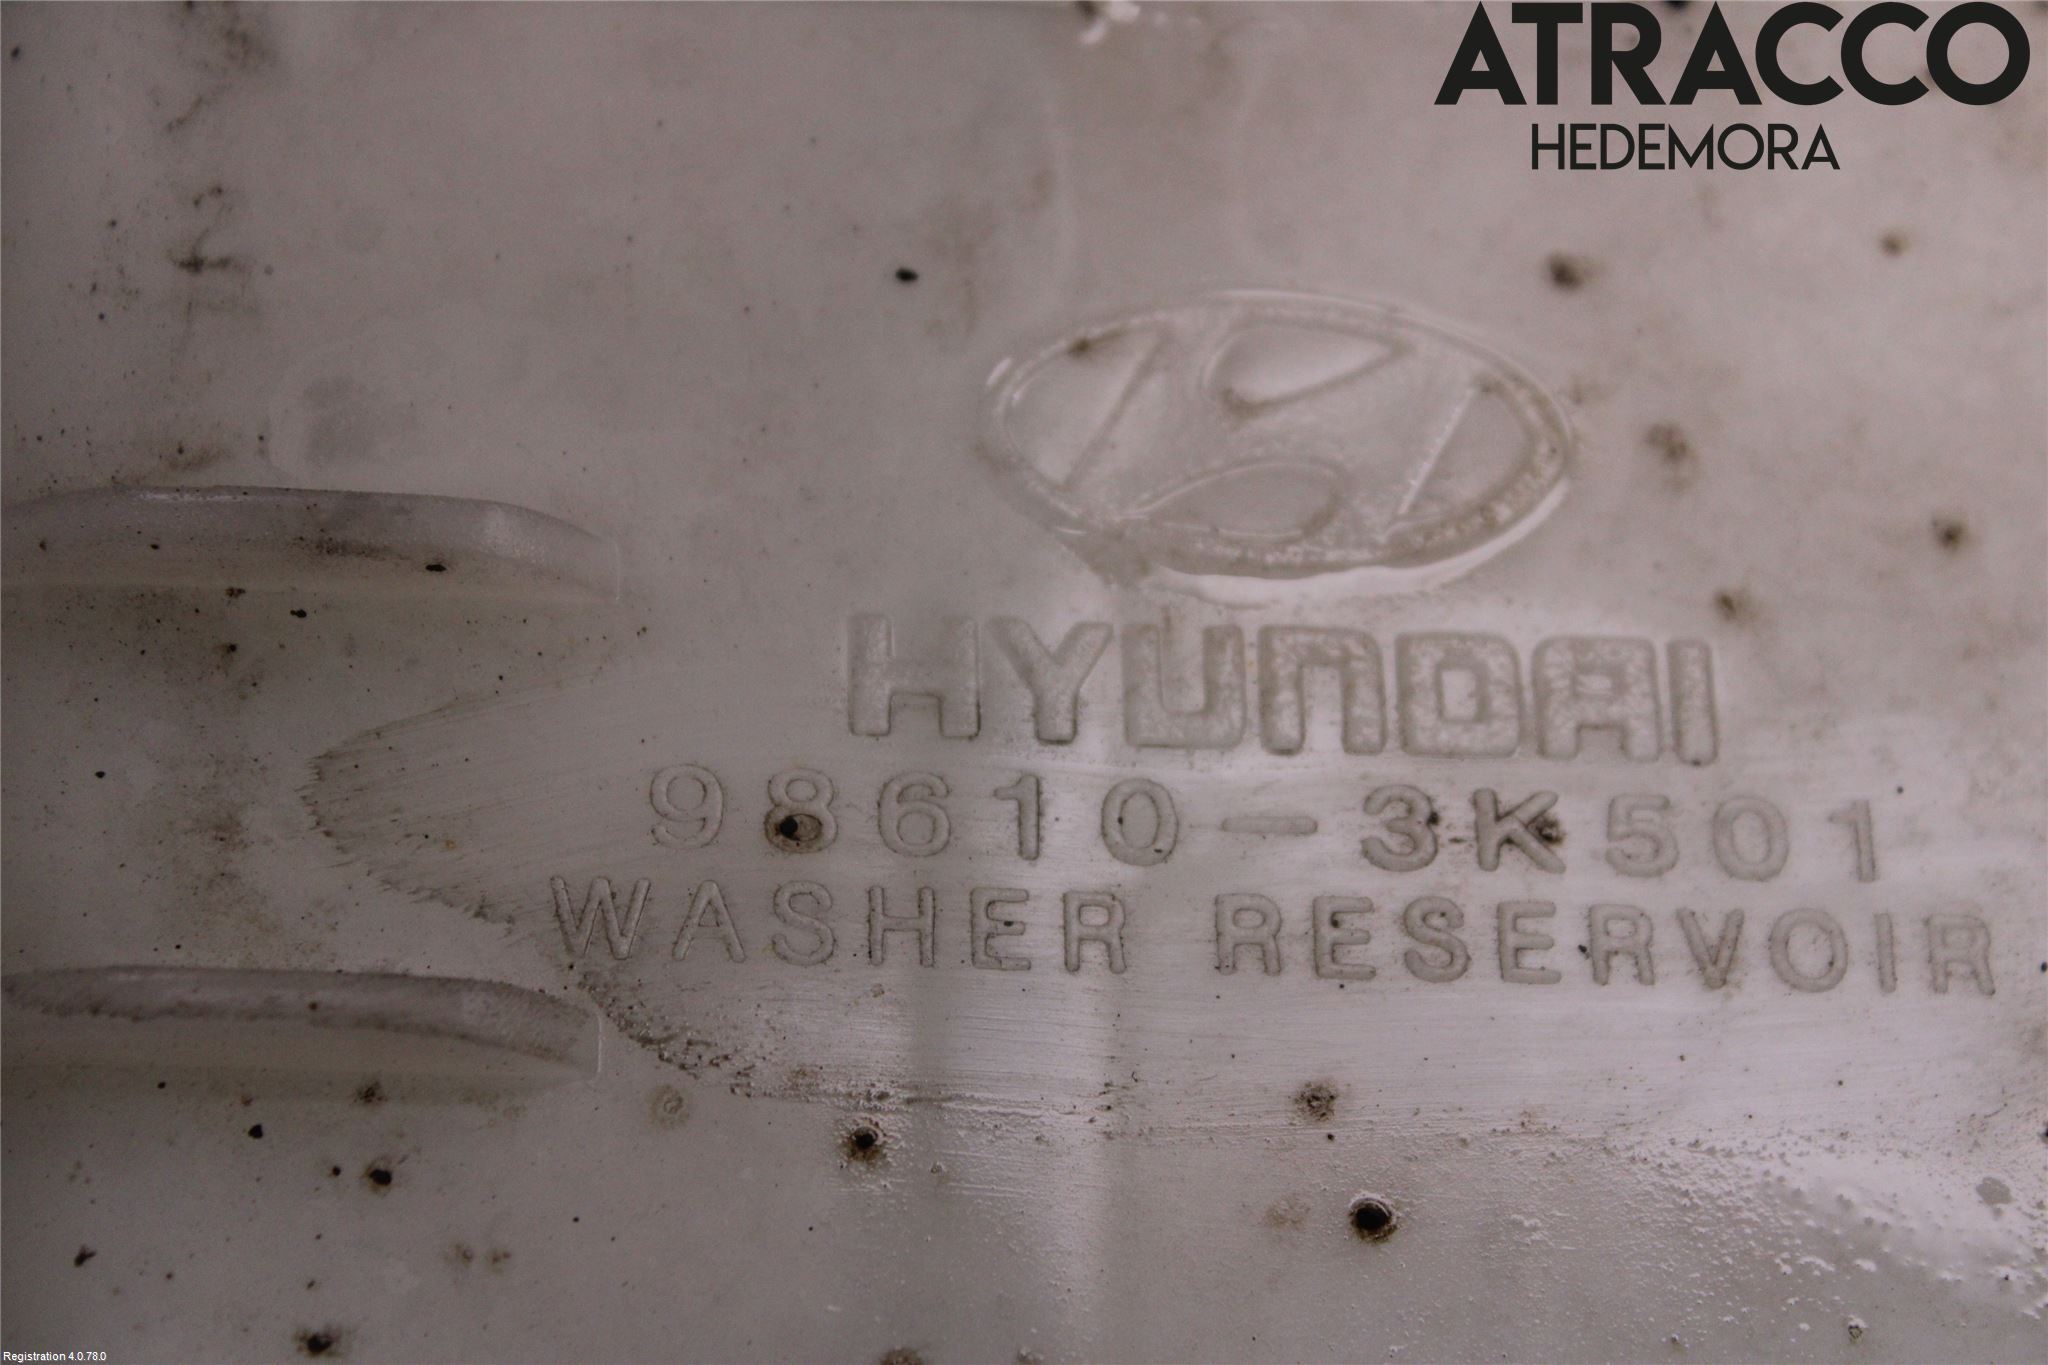 ATRACCO
HEDEMORA
HYUNDAI
98610-3K501
WASHER RESERVOIR
Registration 4.0.78.0